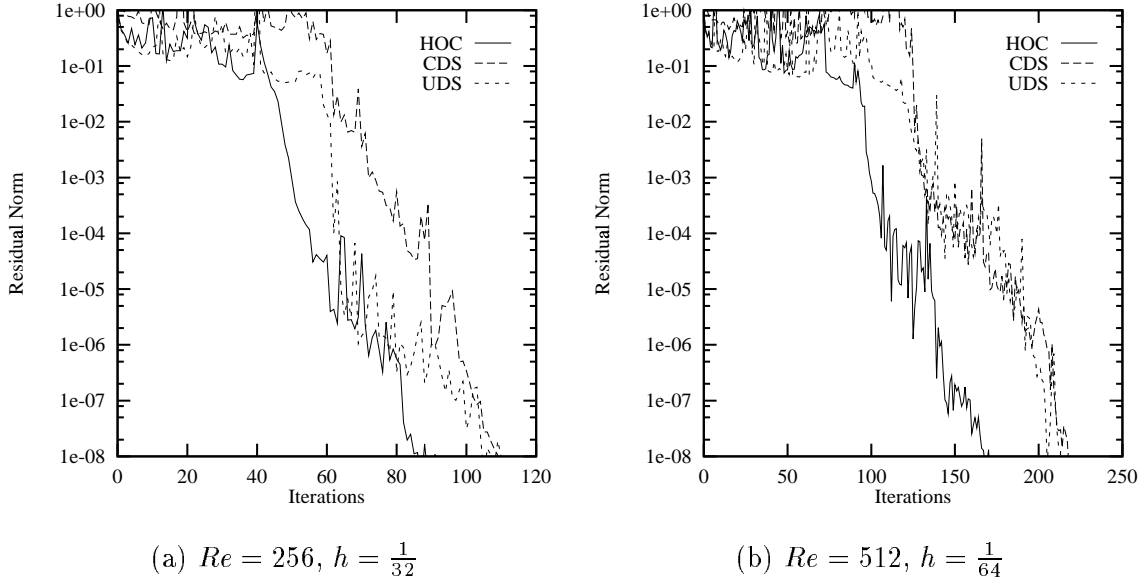 1e+00
1e-01
1e-02
1e-03
1e-04
1e-05
1e-06
1e-07
1e-08
Residual Norm
0 20 40 60 80 100 120
Iterations
HOC
CDS
UDS
(a) Re = 256, h = 1/32
1e+00
1e-01
1e-02
1e-03
1e-04
1e-05
1e-06
1e-07
1e-08
Residual Norm
0 50 100 150 200 250
Iterations
HOC
CDS
UDS
(b) Re = 512, h = 1/64